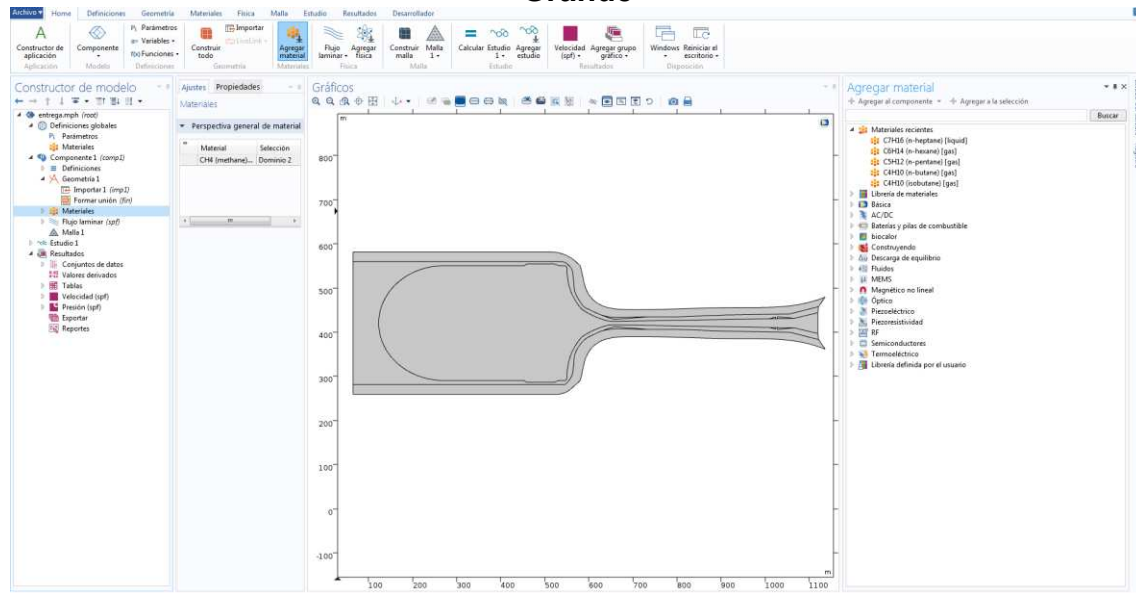 Archivo Home Definiciones Geometría Materiales Física Malla Estudio Resultados Desarrollador
Constructor de aplicación
Aplicación
Componente
Modelo
Pi Parámetros
a= Variables
f(x) Funciones
Definiciones
Construir todo
Importar
LiveLink
Geometría
Agregar material
Materiales
Flujo laminar
Agregar física
Física
Construir malla
Malla 1
Malla
Calcular
Estudio 1
Agregar estudio
Estudio
Velocidad (spf)
Agregar grupo gráfico
Resultados
Windows
Reiniciar el escritorio
Disposición
Constructor de modelo
entrega.mph (root)
Definiciones globales
Pi Parámetros
Materiales
Componente 1 (comp1)
Definiciones
Geometría 1
Importar 1 (imp1)
Formar unión (fin)
Materiales
Flujo laminar (spf)
Malla 1
Estudio 1
Resultados
Conjuntos de datos
Valores derivados
Tablas
Velocidad (spf)
Presión (spf)
Exportar
Reportes
Ajustes Propiedades
Materiales
Perspectiva general de material
Material Selección
CH4 (methane)... Dominio 2
Gráficos
m
800
700
600
500
400
300
200
100
0
-100
100 200 300 400 500 600 700 800 900 1000 1100
m
Agregar material
Agregar al componente Agregar a la selección
Buscar
Materiales recientes
C7H16 (n-heptane) [liquid]
C6H14 (n-hexane) [gas]
C5H12 (n-pentane) [gas]
C4H10 (n-butane) [gas]
C4H10 (isobutane) [gas]
Librería de materiales
Básica
AC/DC
Baterías y pilas de combustible
biocalor
Construyendo
Descarga de equilibrio
Fluidos
MEMS
Magnético no lineal
Óptico
Piezoeléctrico
Piezoresistividad
RF
Semiconductores
Termoeléctrico
Librería definida por el usuario